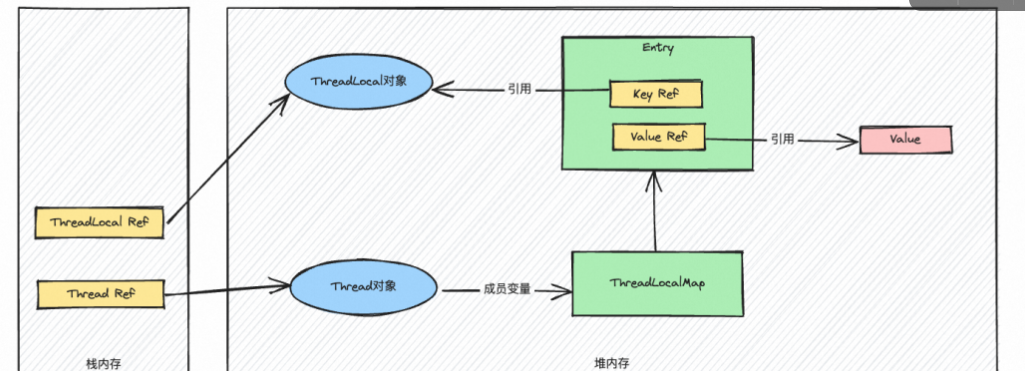 Entry
ThreadLocal对象
引用
Key Ref
Value Ref
引用
Value
ThreadLocal Ref
Thread Ref
Thread对象
成员变量
ThreadLocalMap
栈内存
堆内存